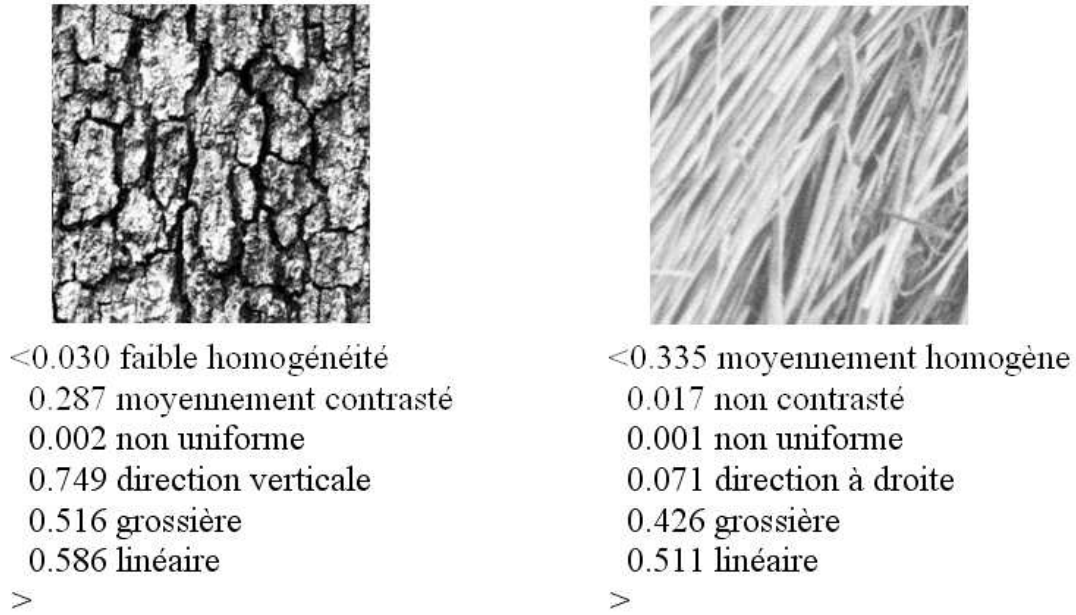 <0.030 faible homogénéité
0.287 moyennement contrasté
0.002 non uniforme
0.749 direction verticale
0.516 grossière
0.586 linéaire
>
<0.335 moyennement homogène
0.017 non contrasté
0.001 non uniforme
0.071 direction à droite
0.426 grossière
0.511 linéaire
>